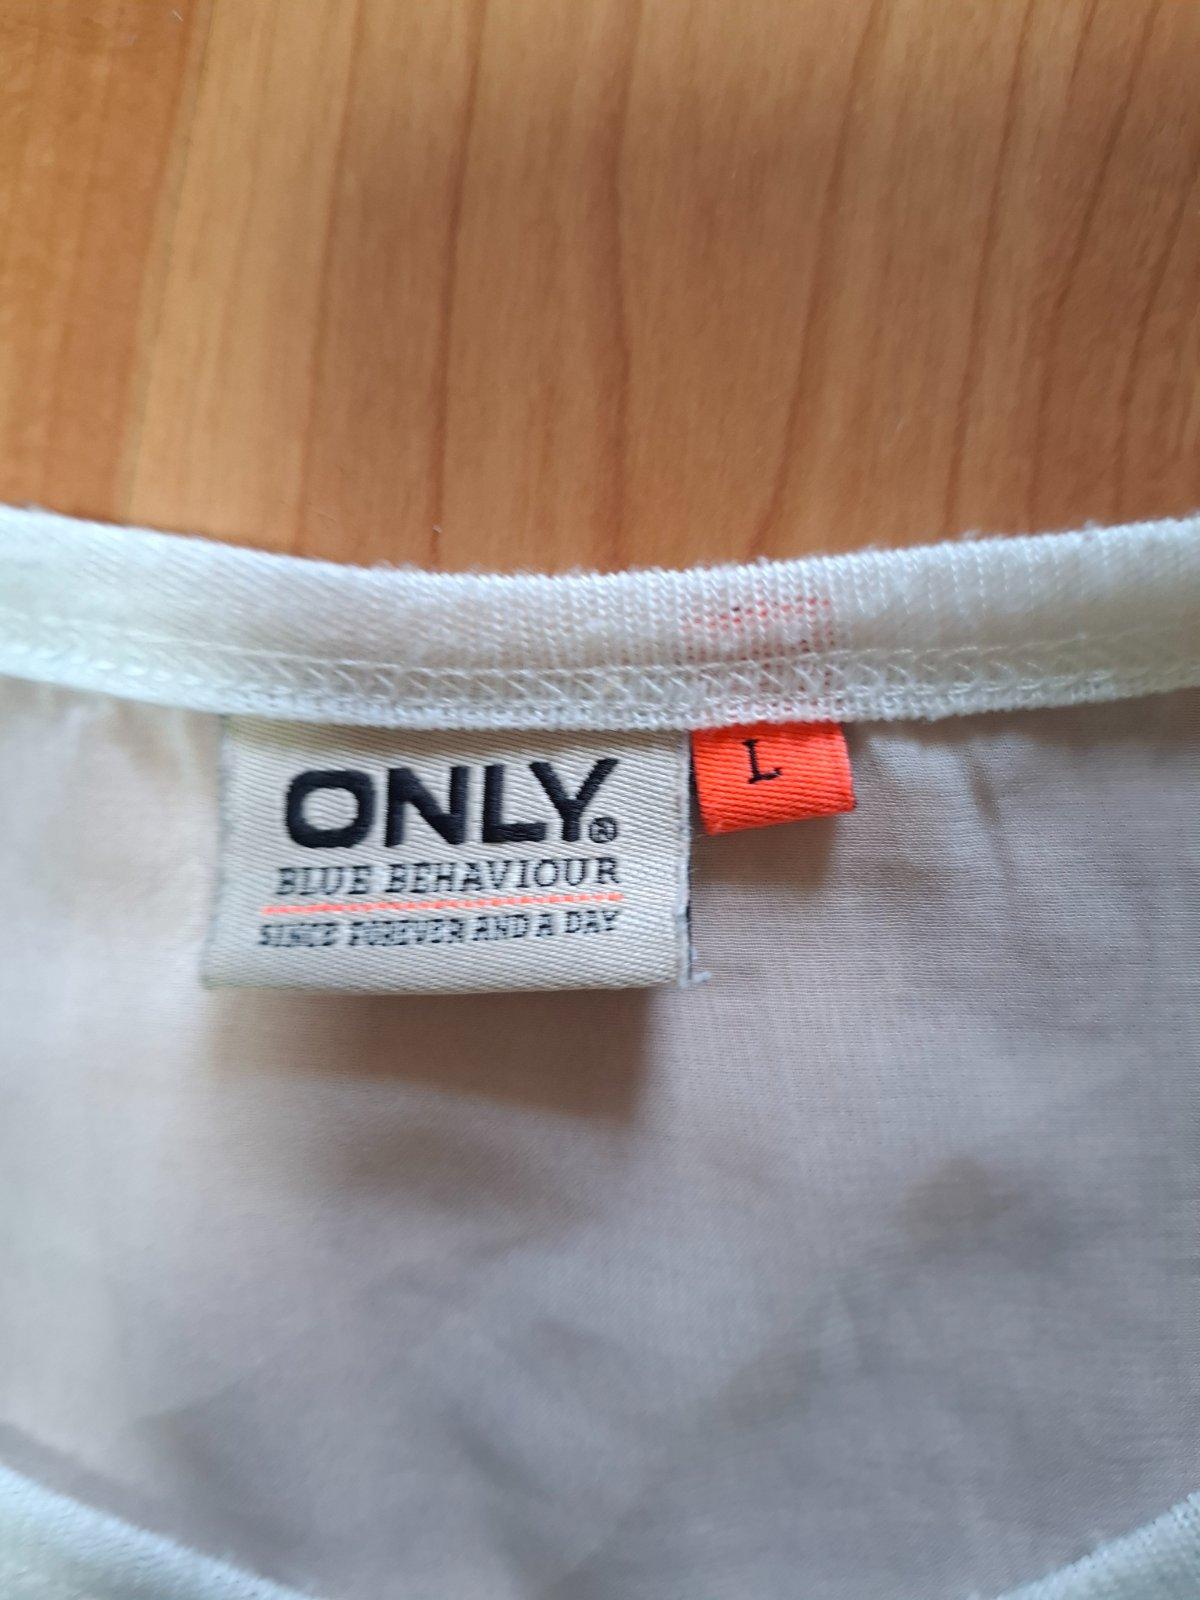 ONLY®
BLUE BEHAVIOUR
SINCE FOREVER AND A DAY
L